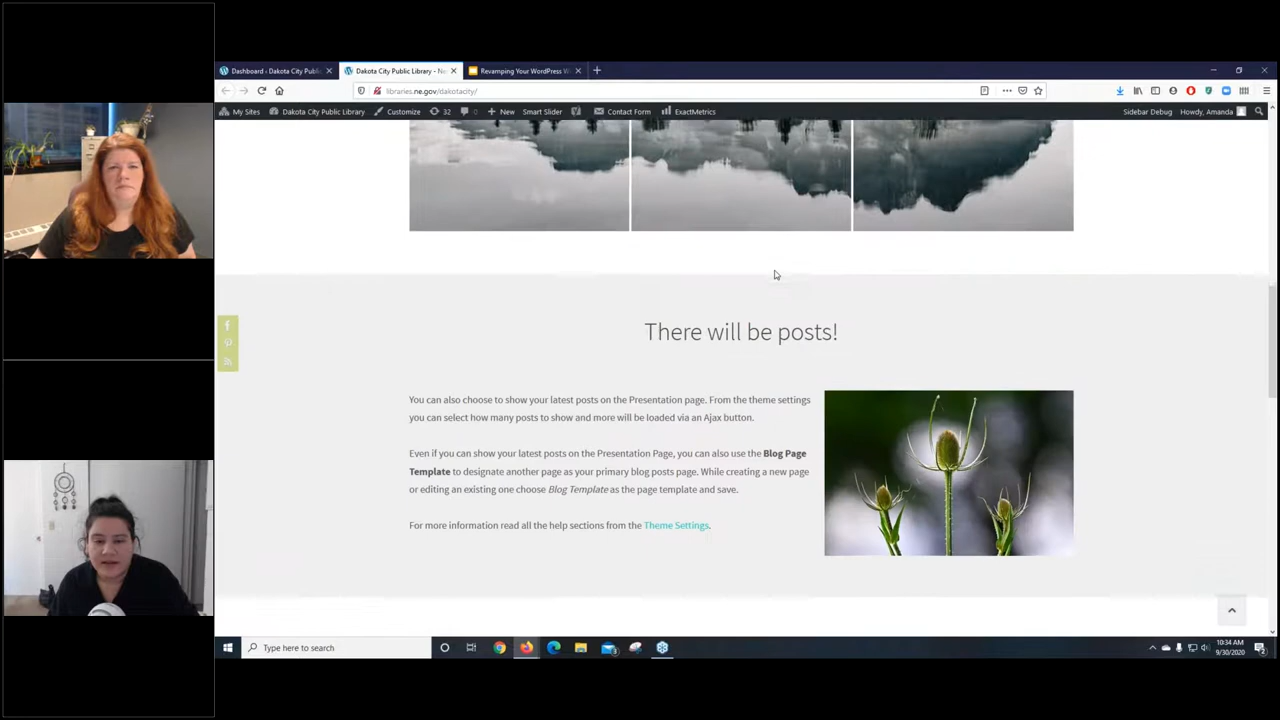 Dashboard ‹ Dakota City Public
Dakota City Public Library – Ne
Revamping Your WordPress W
libraries.ne.gov/dakotacity/
My Sites
Dakota City Public Library
Customize
32
New
Smart Slider
Contact Form
ExactMetrics
Sidebar Debug
Howdy, Amanda
There will be posts!
You can also choose to show your latest posts on the Presentation page. From the theme settings
you can select how many posts to show and more will be loaded via an Ajax button.
Even if you can show your latest posts on the Presentation Page, you can also use the Blog Page
Template to designate another page as your primary blog posts page. While creating a new page
or editing an existing one choose Blog Template as the page template and save.
For more information read all the help sections from the Theme Settings.
Type here to search
10:34 AM
9/30/2020